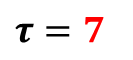 τ = 7